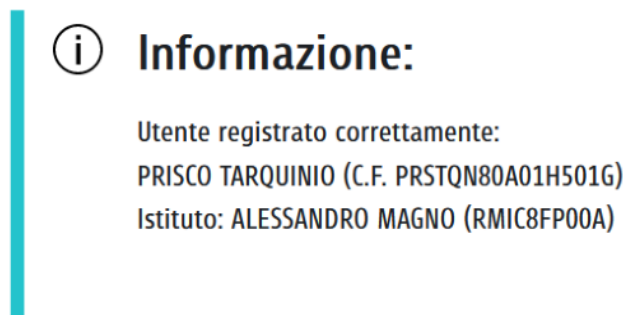 Informazione:
Utente registrato correttamente:
PRISCO TARQUINIO (C.F. PRSTQN80A01H501G)
Istituto: ALESSANDRO MAGNO (RMIC8FP00A)